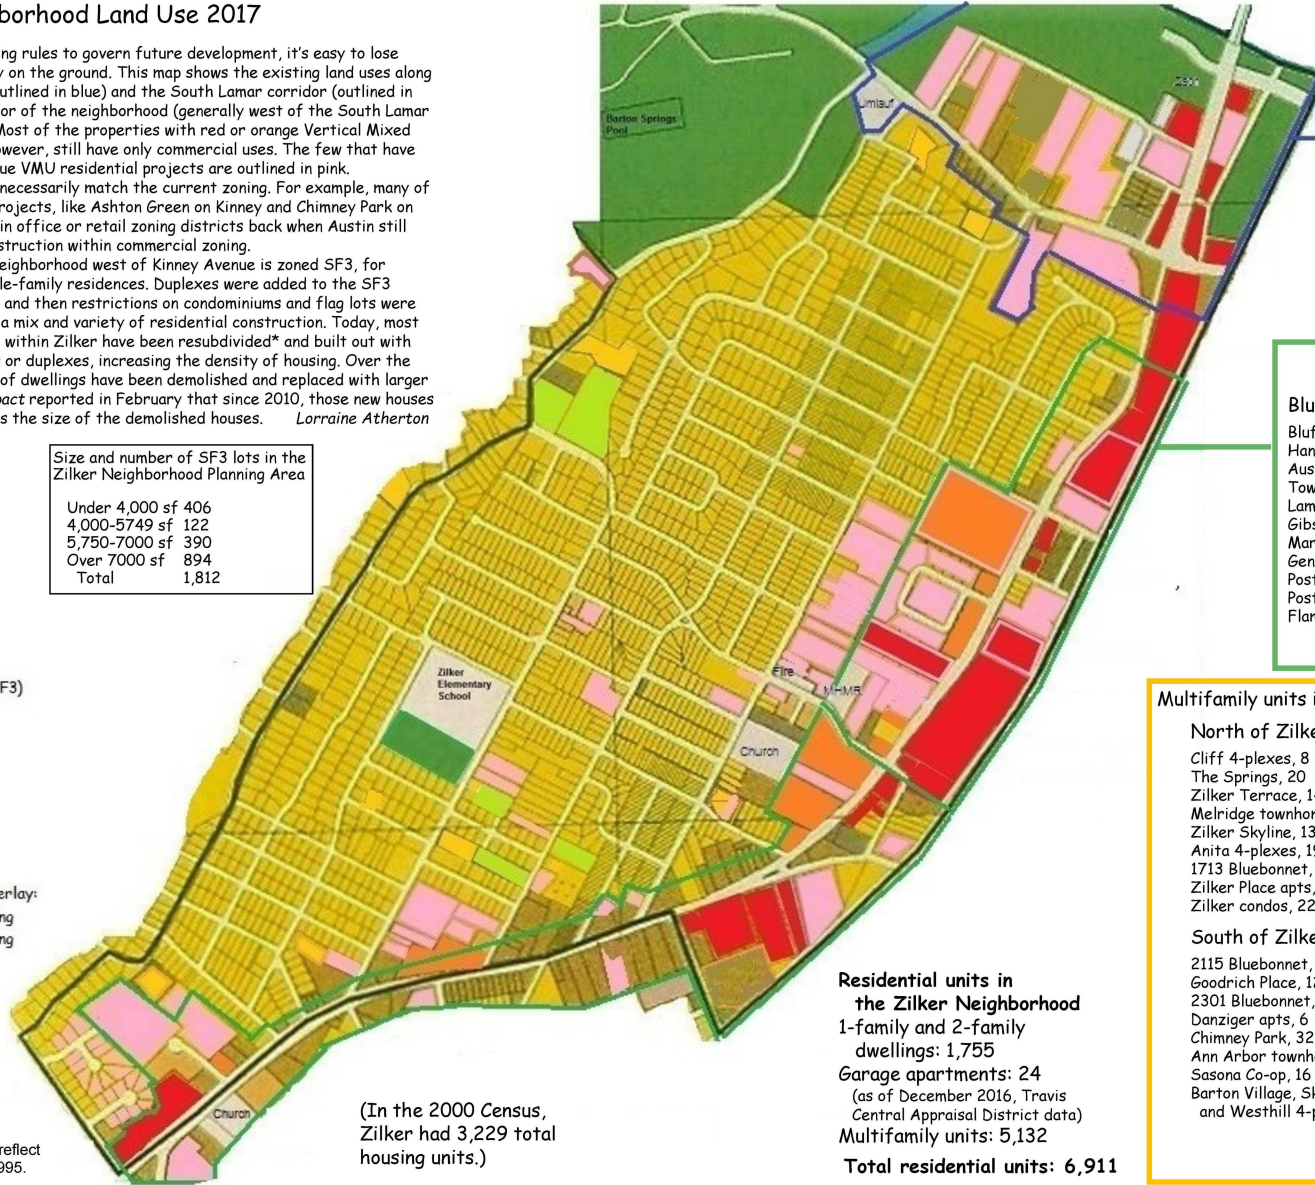 borhood Land Use 2017
ng rules to govern future development, it's easy to lose
y on the ground. This map shows the existing land uses along
utlined in blue) and the South Lamar corridor (outlined in
or of the neighborhood (generally west of the South Lamar
Most of the properties with red or orange Vertical Mixed
owever, still have only commercial uses. The few that have
ue VMU residential projects are outlined in pink.
necessarily match the current zoning. For example, many of
rojects, like Ashton Green on Kinney and Chimney Park on
in office or retail zoning districts back when Austin still
struction within commercial zoning.
eighborhood west of Kinney Avenue is zoned SF3, for
le-family residences. Duplexes were added to the SF3
and then restrictions on condominiums and flag lots were
a mix and variety of residential construction. Today, most
within Zilker have been resubdivided* and built out with
s or duplexes, increasing the density of housing. Over the
of dwellings have been demolished and replaced with larger
pact reported in February that since 2010, those new houses
s the size of the demolished houses. Lorraine Atherton
Size and number of SF3 lots in the
Zilker Neighborhood Planning Area
Under 4,000 sf 406
4,000-5749 sf 122
5,750-7000 sf 390
Over 7000 sf 894
Total 1,812
F3)
erlay:
ng
ng
reflect
995.
Barton Springs
Pool
Umlauf
Zach
Zilker
Elementary
School
Fire
MHMR
Church
Church
(In the 2000 Census,
Zilker had 3,229 total
housing units.)
Residential units in
the Zilker Neighborhood
1-family and 2-family
dwellings: 1,755
Garage apartments: 24
(as of December 2016, Travis
Central Appraisal District data)
Multifamily units: 5,132
Total residential units: 6,911
Blu
Bluf
Han
Aus
Tow
Lam
Gibs
Mar
Gen
Post
Post
Flan
Multifamily units i
North of Zilke
Cliff 4-plexes, 8
The Springs, 20
Zilker Terrace, 1
Melridge townhon
Zilker Skyline, 13
Anita 4-plexes, 19
1713 Bluebonnet,
Zilker Place apts,
Zilker condos, 22
South of Zilke
2115 Bluebonnet,
Goodrich Place, 12
2301 Bluebonnet,
Danziger apts, 6
Chimney Park, 32
Ann Arbor townh
Sasona Co-op, 16
Barton Village, Sk
and Westhill 4-p